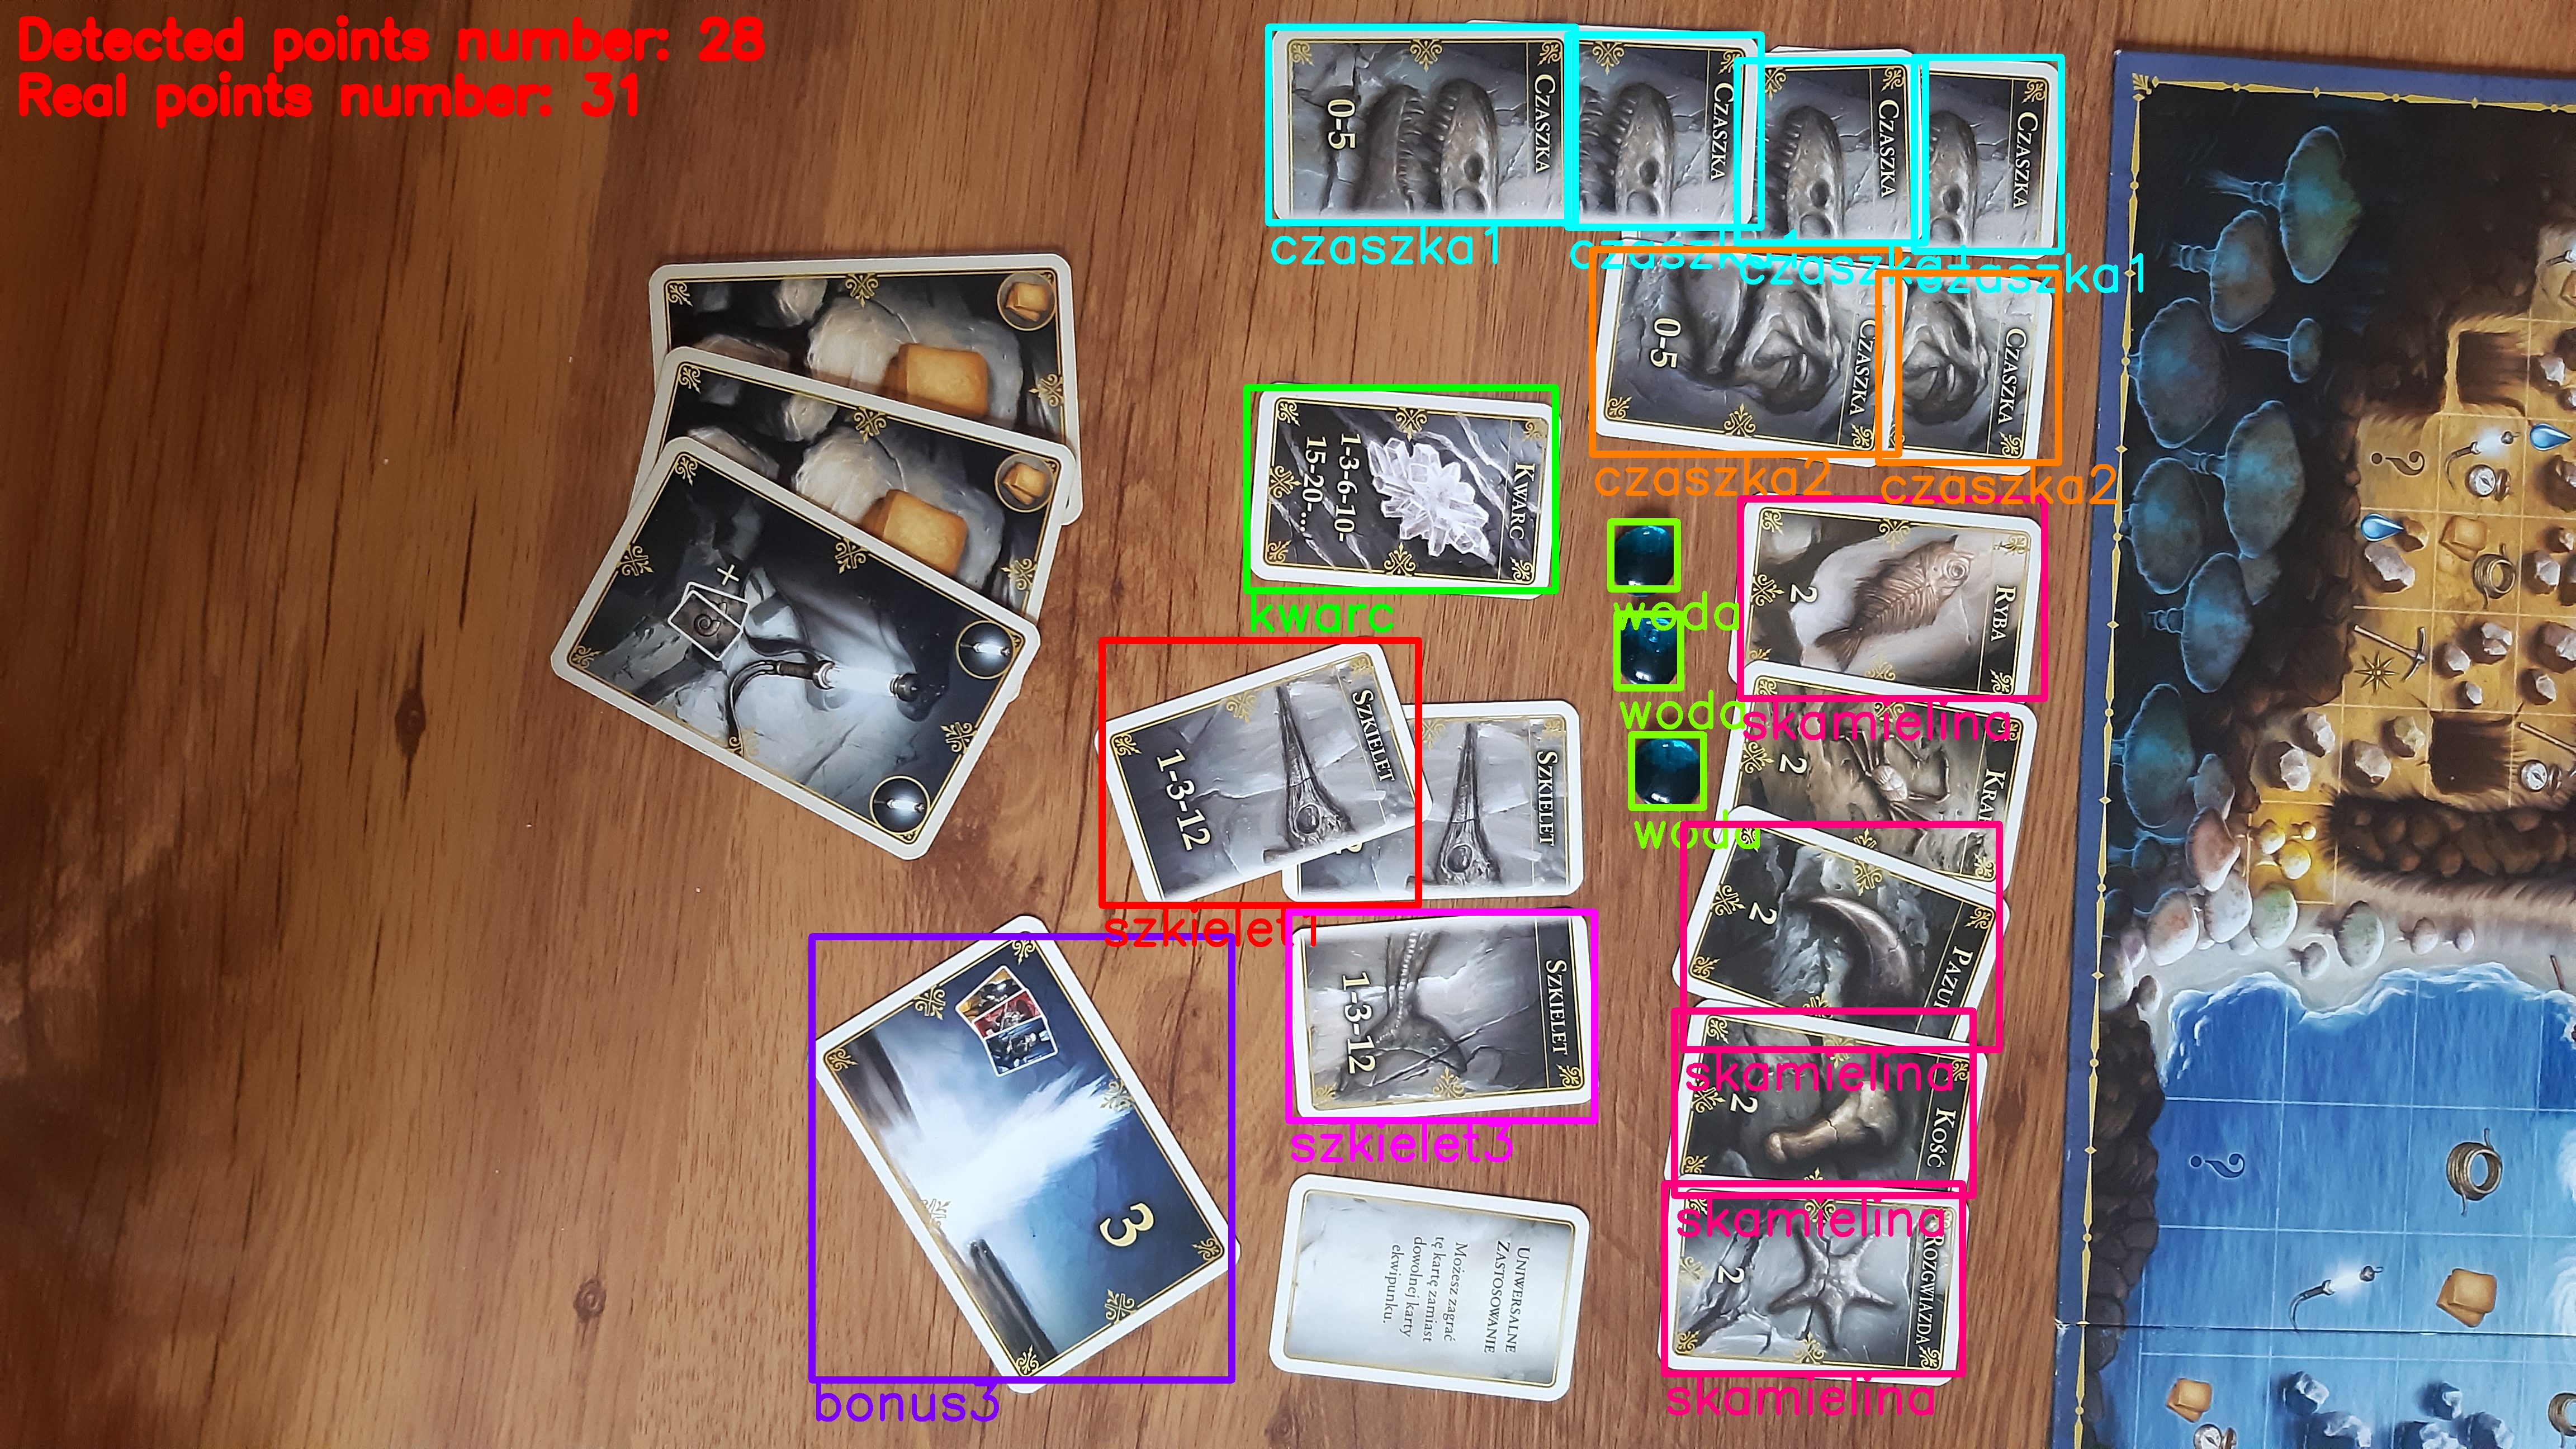 Detected points number: 28
Real points number: 31
CZASZKA
0-5
czaszka1
CZASZKA
CZASZKA
CZASZKA
czaszka1
CZASZKA
0-5
czaszka2
CZASZKA
czaszka2
KWARC
1-3-6-10-
15-20-...
kwarc
woda
woda
woda
RYBA
2
skamielina
2
SZKIELET
1-3-12
szkielet1
SZKIELET
PAZUR
2
skamielina
SZKIELET
1-3-12
szkielet3
KOŚĆ
2
skamielina
3
bonus3
UNIWERSALNE
ZASTOSOWANIE
Możesz zagrać
tę kartę zamiast
dowolnej karty
ekwipunku.
ROZGWIAZDA
2
skamielina